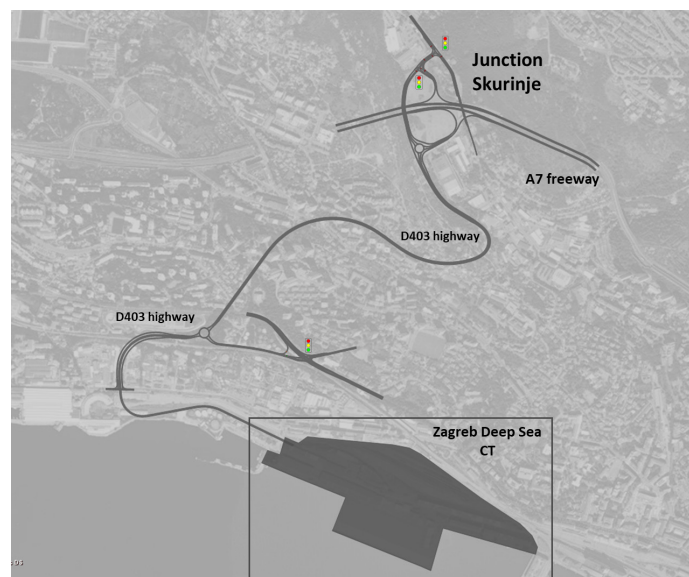 Junction
Skurinje
A7 freeway
D403 highway
D403 highway
Zagreb Deep Sea
CT